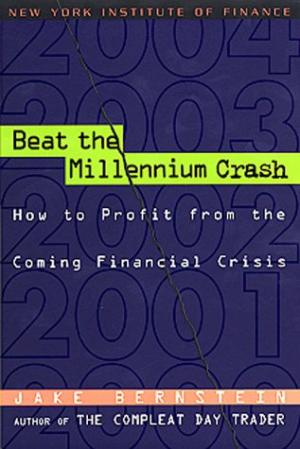 NEW YORK INSTITUTE OF FINANCE
2004
2003
Beat the
Millennium Crash
2002
How to Profit from the
Coming Financial Crisis
2001
2000
JAKE BERNSTEIN
AUTHOR OF THE COMPLEAT DAY TRADER